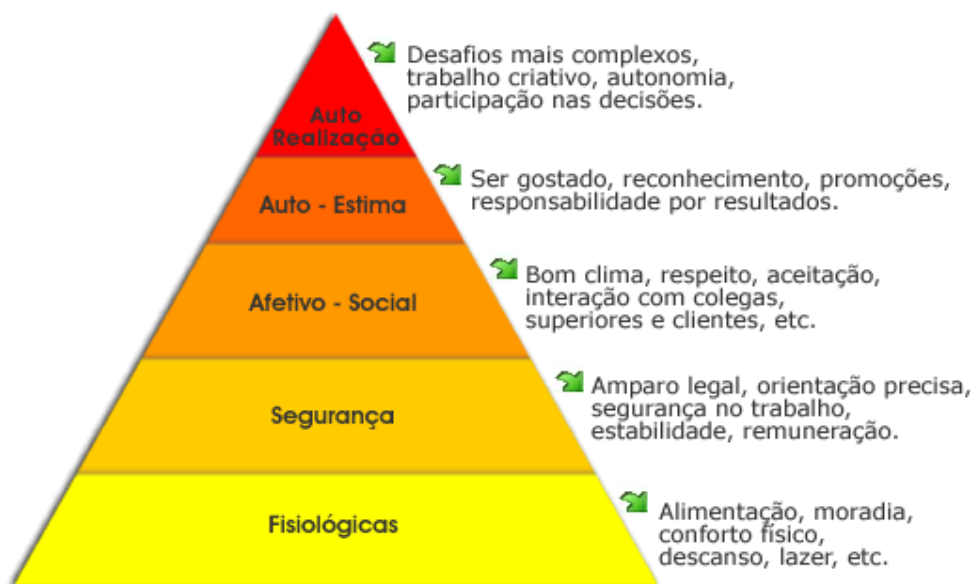 Auto
Realização
Desafios mais complexos,
trabalho criativo, autonomia,
participação nas decisões.
Auto - Estima
Ser gostado, reconhecimento, promoções,
responsabilidade por resultados.
Afetivo - Social
Bom clima, respeito, aceitação,
interação com colegas,
superiores e clientes, etc.
Segurança
Amparo legal, orientação precisa,
segurança no trabalho,
estabilidade, remuneração.
Fisiológicas
Alimentação, moradia,
conforto físico,
descanso, lazer, etc.